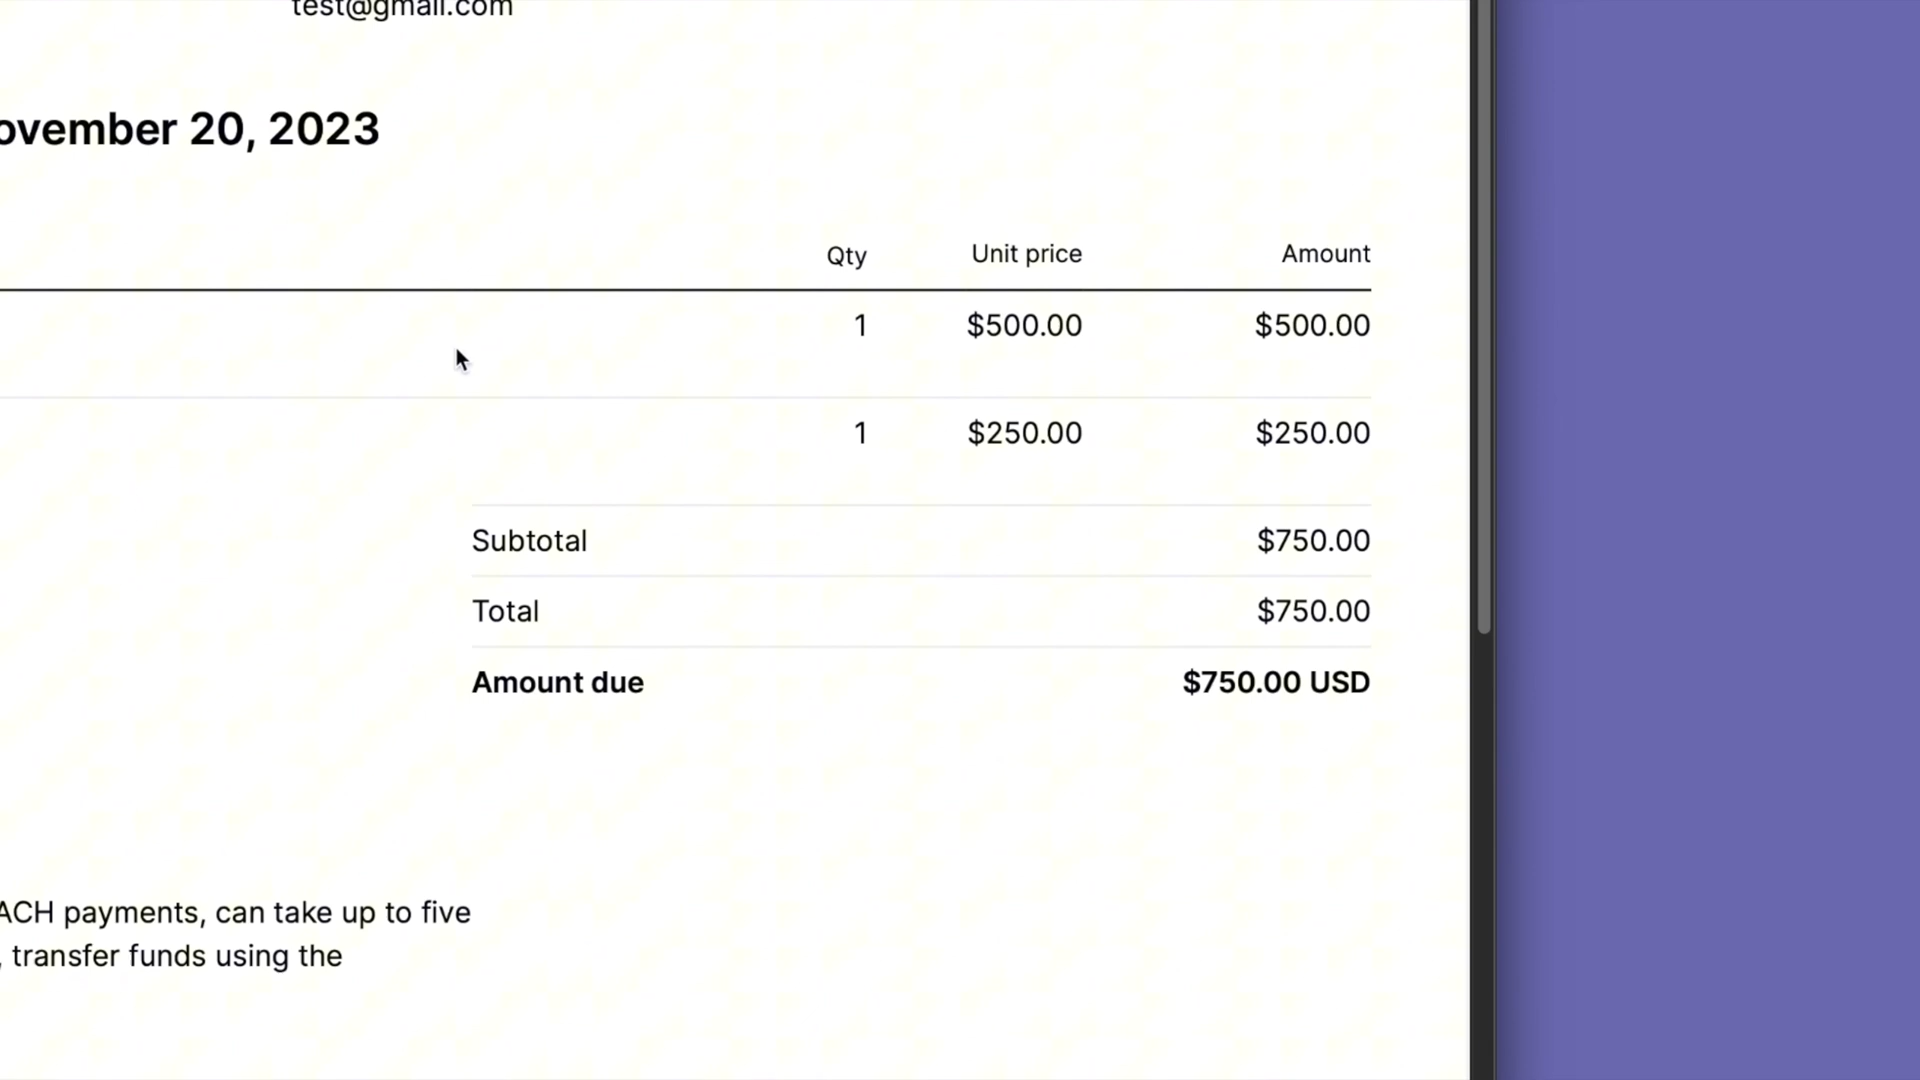 test@gmail.com
ovember 20, 2023
Qty Unit price Amount
1 $500.00 $500.00
1 $250.00 $250.00
Subtotal $750.00
Total $750.00
Amount due $750.00 USD
ACH payments, can take up to five
, transfer funds using the